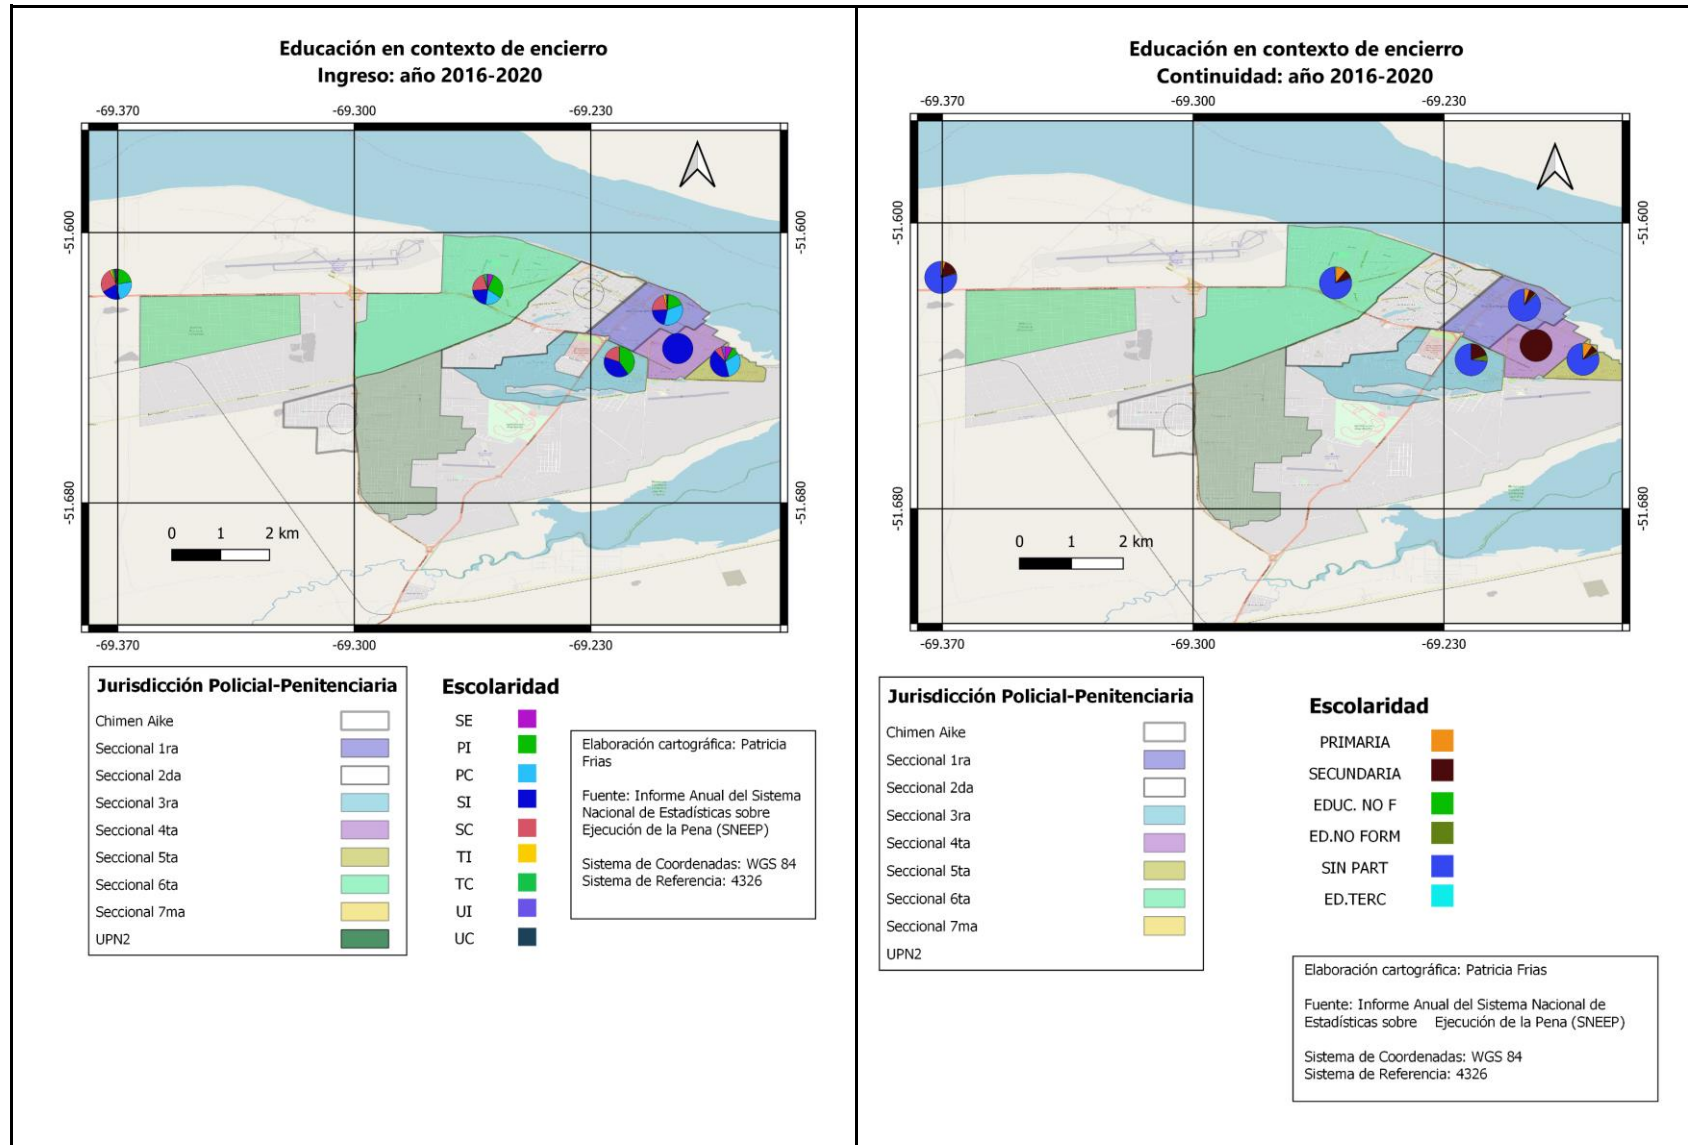 Educación en contexto de encierro
Ingreso: año 2016-2020
-69.370
-69.300
-69.230
-51.600
-51.600
-51.680
-51.680
0 1 2 km
-69.370
-69.300
-69.230
Jurisdicción Policial-Penitenciaria
Chimen Aike
Seccional 1ra
Seccional 2da
Seccional 3ra
Seccional 4ta
Seccional 5ta
Seccional 6ta
Seccional 7ma
UPN2
Escolaridad
SE
PI
PC
SI
SC
TI
TC
UI
UC
Elaboración cartográfica: Patricia
Frias
Fuente: Informe Anual del Sistema
Nacional de Estadísticas sobre
Ejecución de la Pena (SNEEP)
Sistema de Coordenadas: WGS 84
Sistema de Referencia: 4326
Educación en contexto de encierro
Continuidad: año 2016-2020
-69.370
-69.300
-69.230
-51.600
-51.600
-51.680
-51.680
0 1 2 km
-69.370
-69.300
-69.230
Jurisdicción Policial-Penitenciaria
Chimen Aike
Seccional 1ra
Seccional 2da
Seccional 3ra
Seccional 4ta
Seccional 5ta
Seccional 6ta
Seccional 7ma
UPN2
Escolaridad
PRIMARIA
SECUNDARIA
EDUC. NO F
ED.NO FORM
SIN PART
ED.TERC
Elaboración cartográfica: Patricia Frias
Fuente: Informe Anual del Sistema Nacional de
Estadísticas sobre Ejecución de la Pena (SNEEP)
Sistema de Coordenadas: WGS 84
Sistema de Referencia: 4326